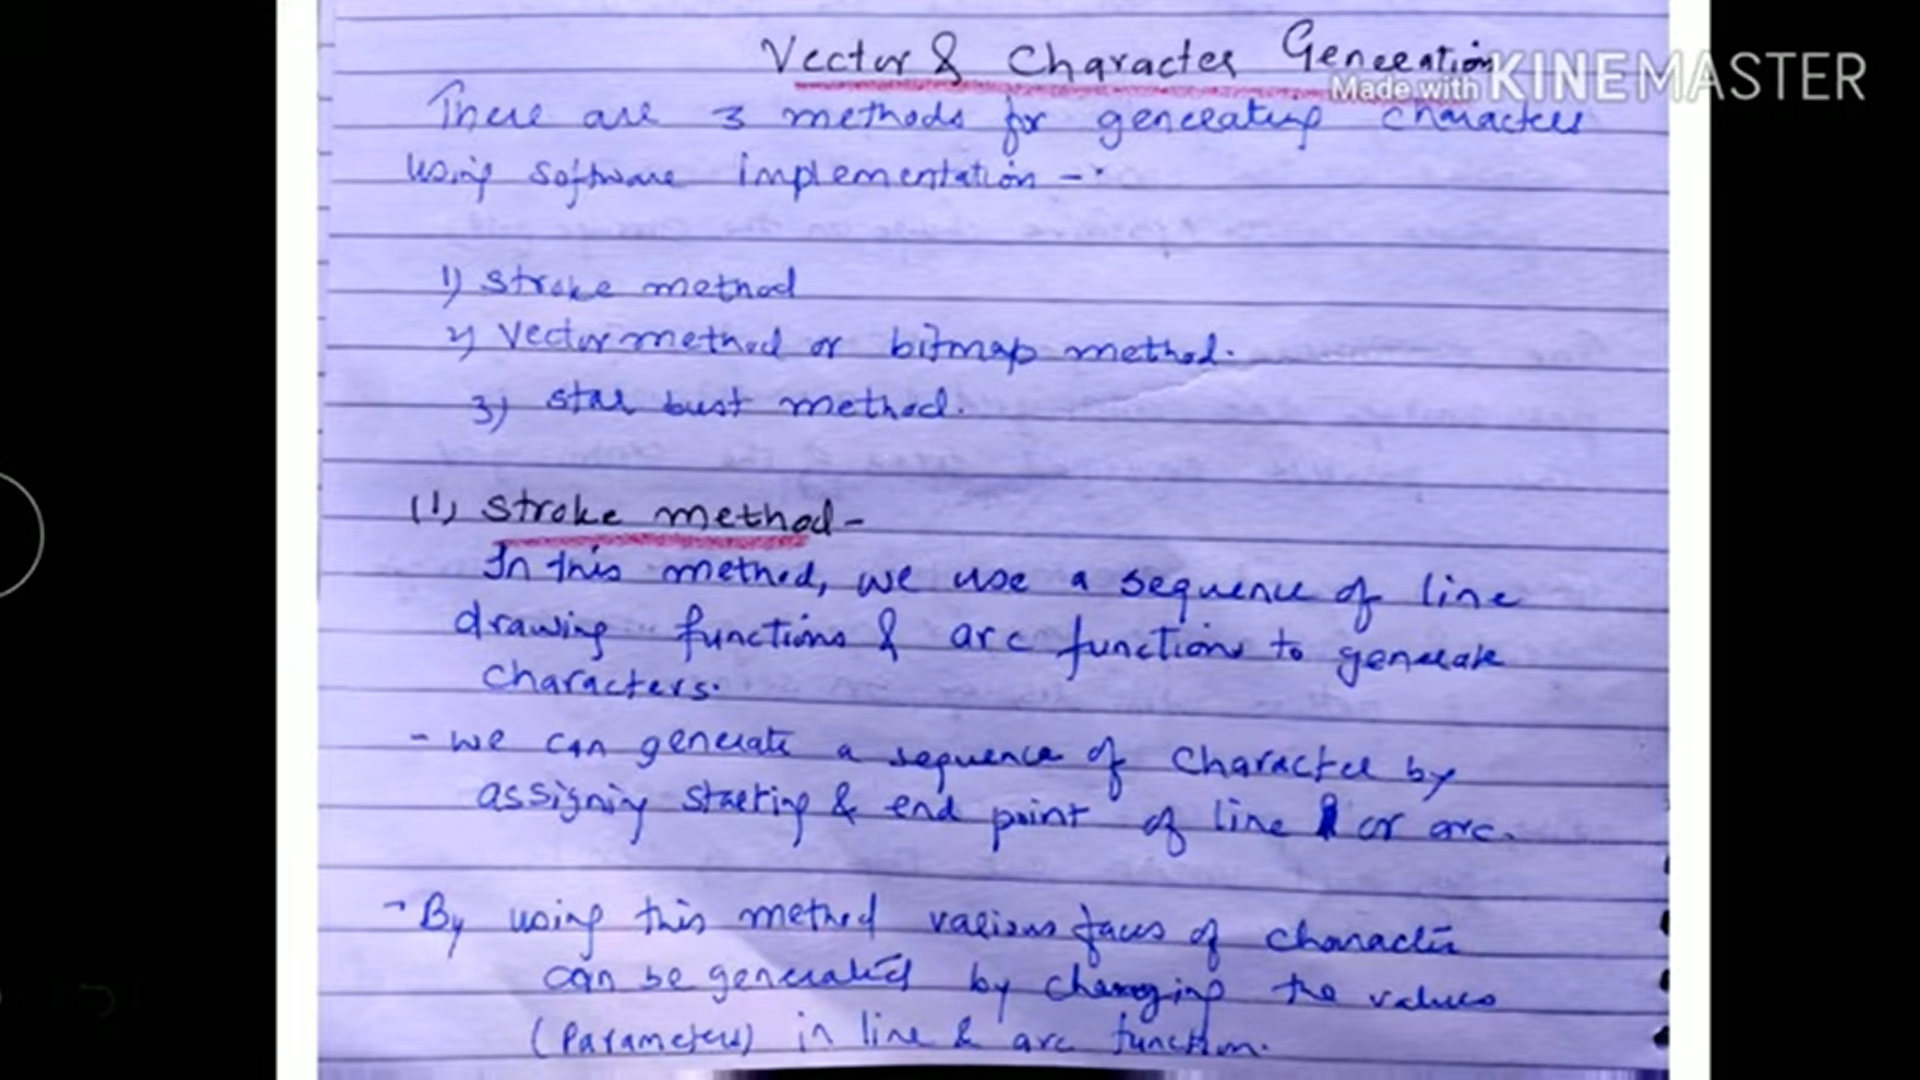 Vector & Character Generation
Made with KINEMASTER
There are 3 methods for generating character
using software implementation -
1) stroke method
2) Vector method or bitmap method.
3) star bust method.
(1) stroke method -
In this method, we use a sequence of line
drawing functions & arc functions to generate
characters.
- we can generate a sequence of character by
assigning starting & end point of line or arc.
- By using this method various faces of character
can be generated by changing the values
(Parameters) in line & arc function.